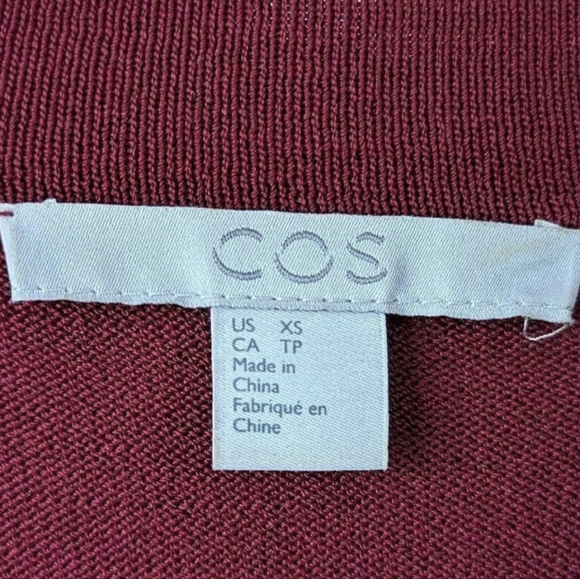 COS
US XS
CA TP
Made in
China
Fabriqué en
Chine